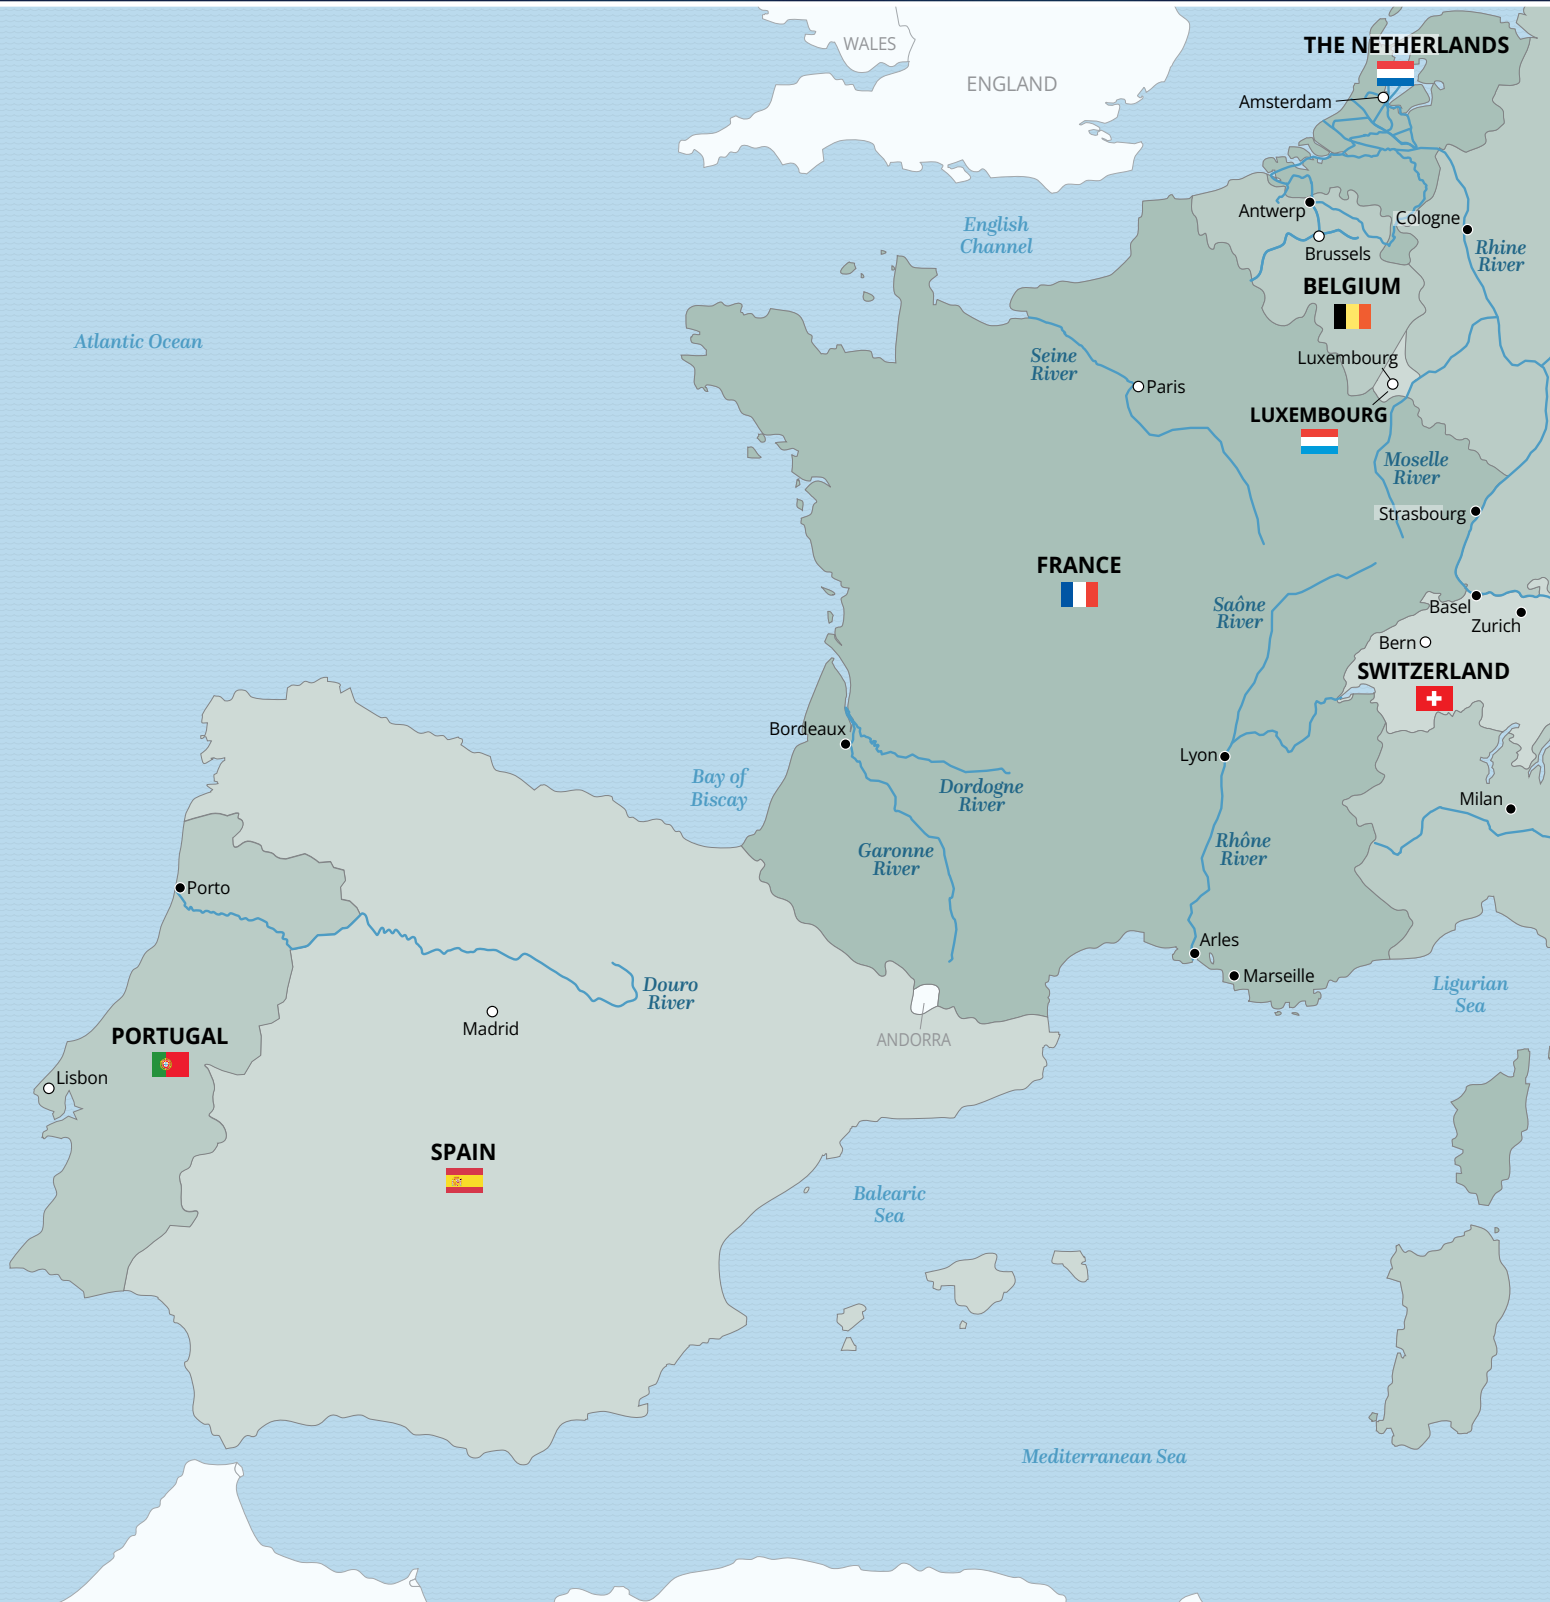 WALES
ENGLAND
THE NETHERLANDS
Amsterdam
English
Channel
Antwerp
Cologne
Brussels
Rhine
River
BELGIUM
Atlantic Ocean
Seine
River
Paris
Luxembourg
LUXEMBOURG
Moselle
River
Strasbourg
FRANCE
Saône
River
Basel
Zurich
Bern
SWITZERLAND
Bordeaux
Lyon
Bay of
Biscay
Dordogne
River
Milan
Garonne
River
Rhône
River
Porto
Arles
Marseille
Douro
River
Madrid
Ligurian
Sea
PORTUGAL
ANDORRA
Lisbon
SPAIN
Balearic
Sea
Mediterranean Sea